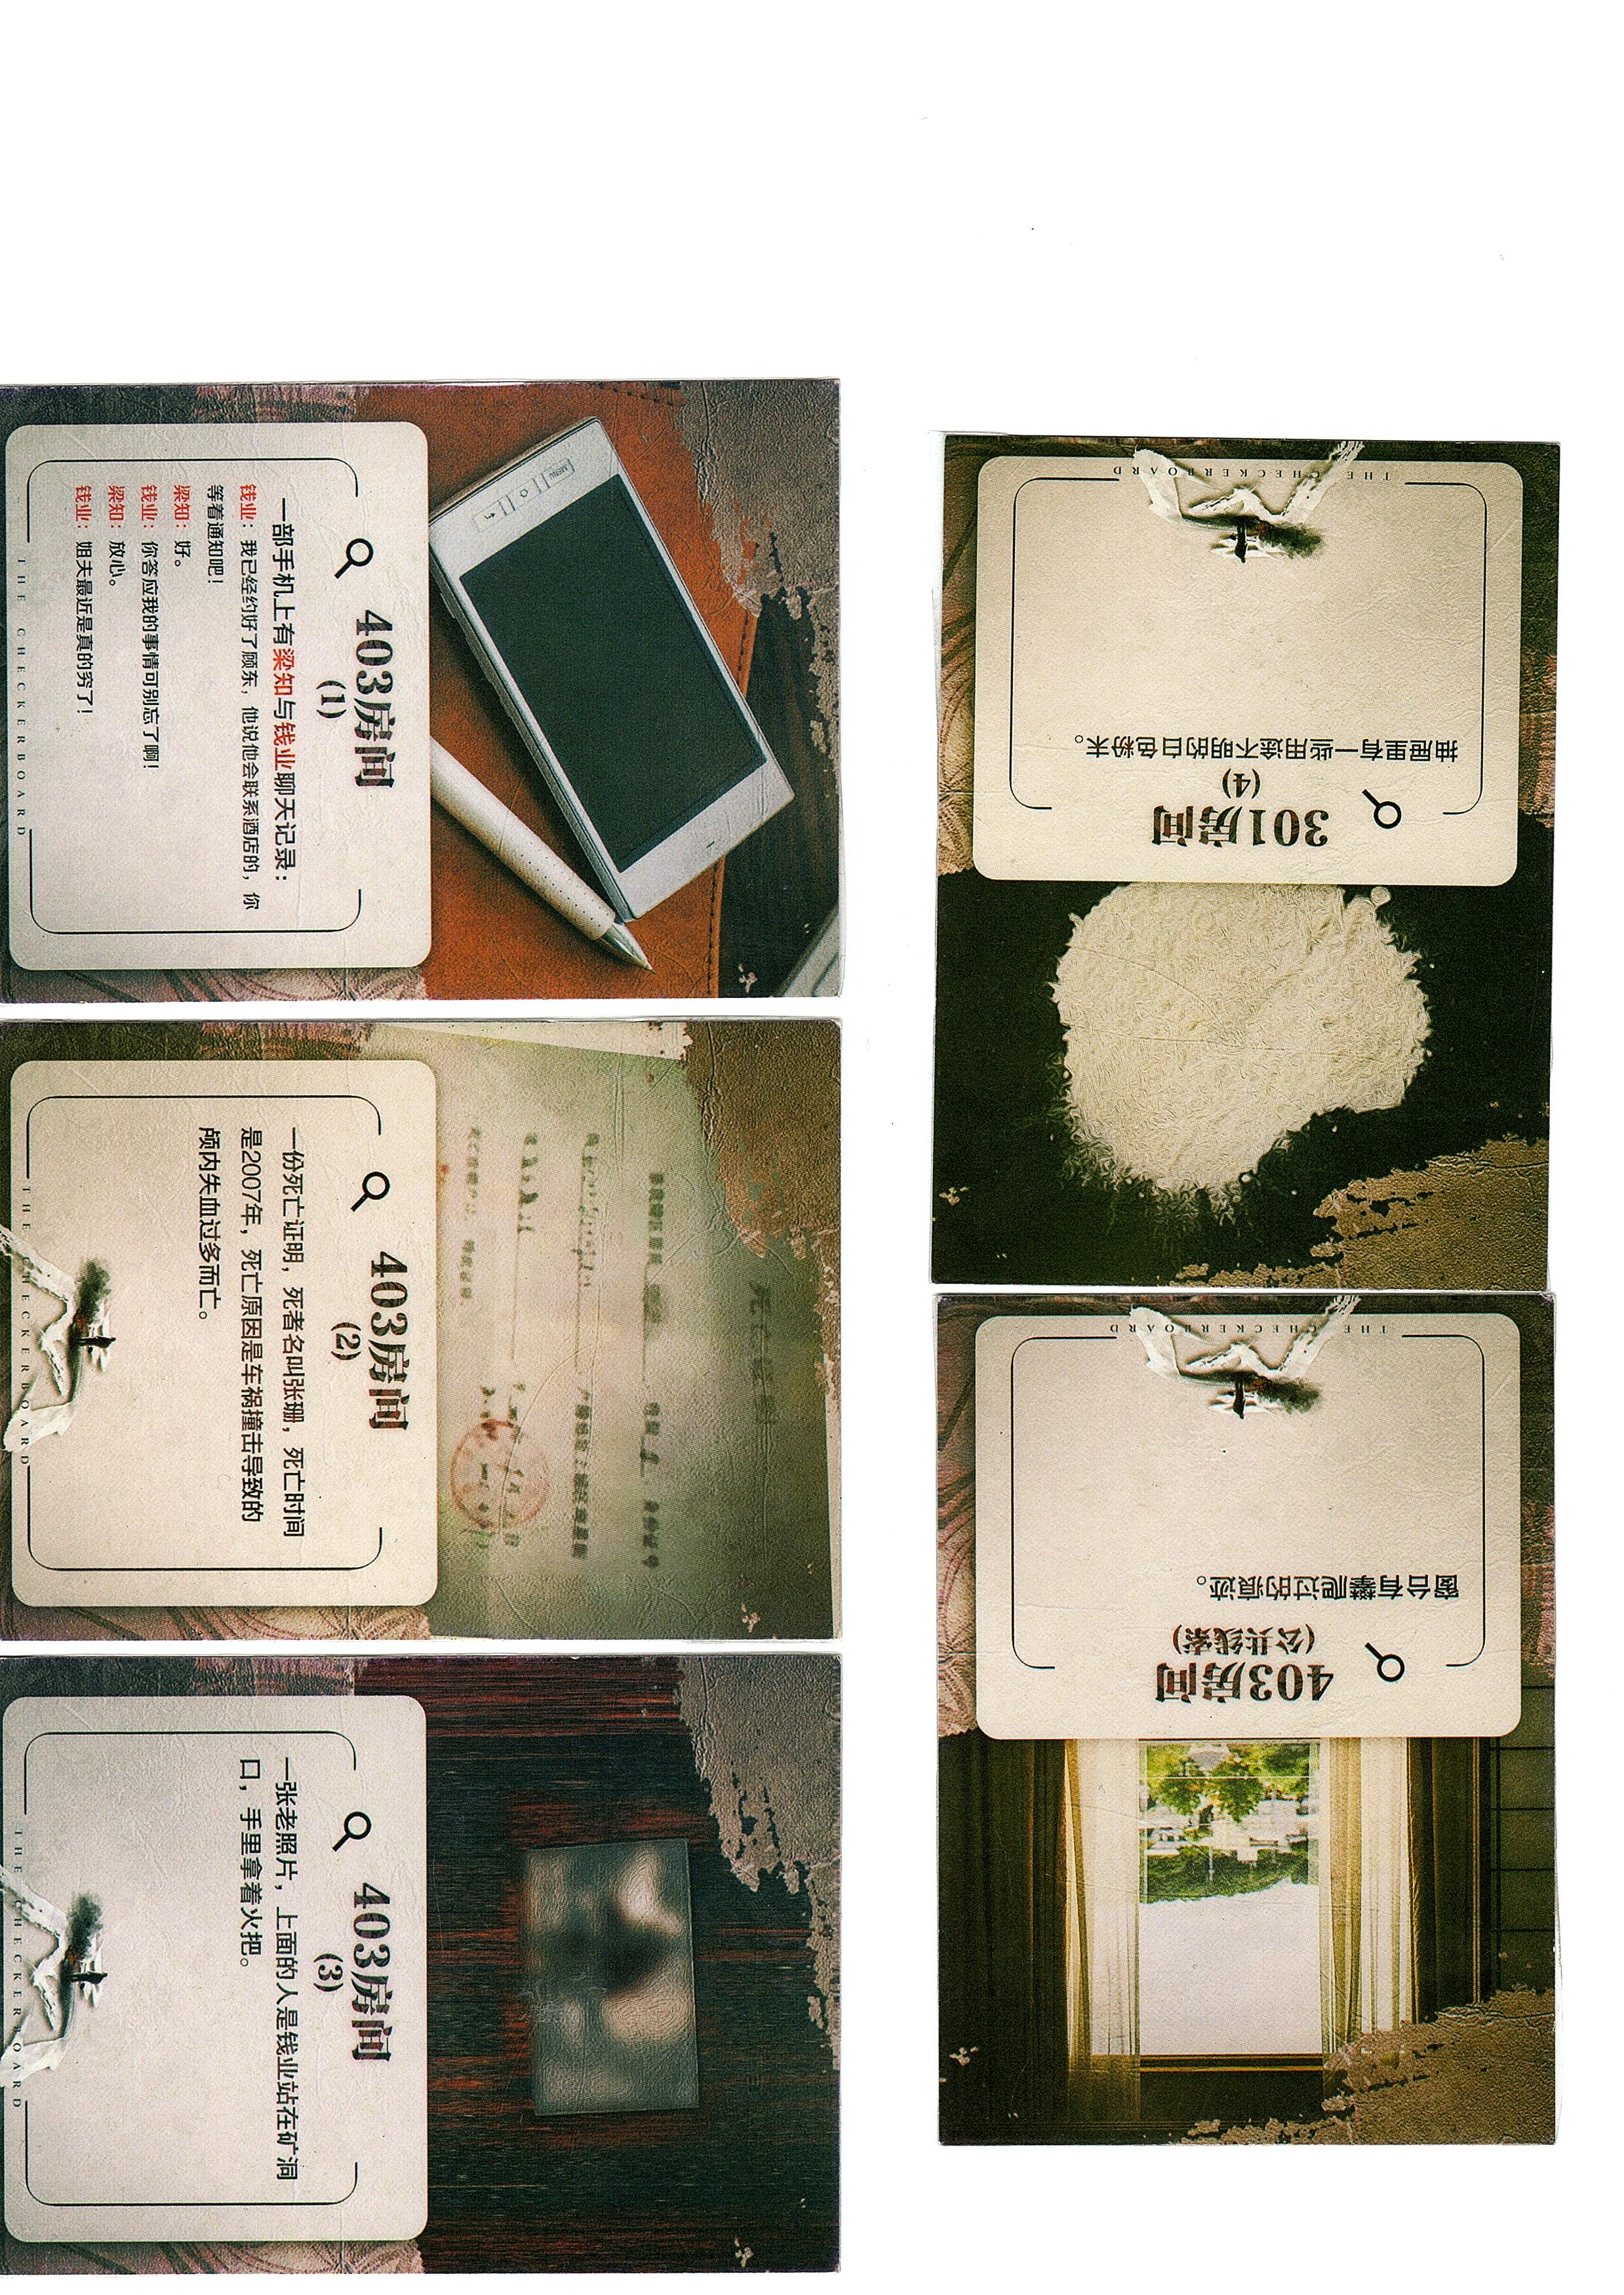 403房间
(1)
一部手机上有梁知与钱业聊天记录：
钱业：我已经约好了顾东，他说他会联系酒店的，你
等着通知吧！
梁知：好。
钱业：你答应我的事情可别忘了啊！
梁知：放心。
钱业：姐夫最近是真的穷了！
THE CHECKERBOARD
MENU
403房间
(2)
一份死亡证明，死者名叫张珊，死亡时间
是2007年，死亡原因是车祸撞击导致的
颅内失血过多而亡。
THE CHECKERBOARD
403房间
(3)
一张老照片，上面的人是钱业站在矿洞
口，手里拿着火把。
THE CHECKERBOARD
301房间
(4)
抽屉里有一些用途不明的白色粉末。
THE CHECKERBOARD
403房间
(公共线索)
窗台有攀爬过的痕迹。
THE CHECKERBOARD